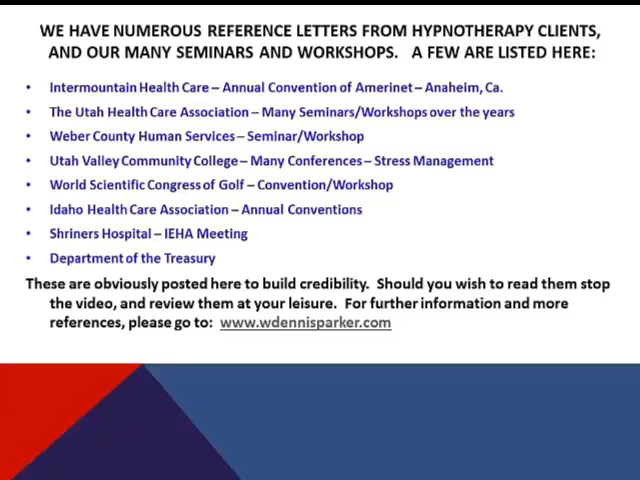 WE HAVE NUMEROUS REFERENCE LETTERS FROM HYPNOTHERAPY CLIENTS,
AND OUR MANY SEMINARS AND WORKSHOPS. A FEW ARE LISTED HERE:
• Intermountain Health Care – Annual Convention of Amerinet – Anaheim, Ca.
• The Utah Health Care Association – Many Seminars/Workshops over the years
• Weber County Human Services – Seminar/Workshop
• Utah Valley Community College – Many Conferences – Stress Management
• World Scientific Congress of Golf – Convention/Workshop
• Idaho Health Care Association – Annual Conventions
• Shriners Hospital – IEHA Meeting
• Department of the Treasury
These are obviously posted here to build credibility. Should you wish to read them stop
the video, and review them at your leisure. For further information and more
references, please go to: www.wdennisparker.com